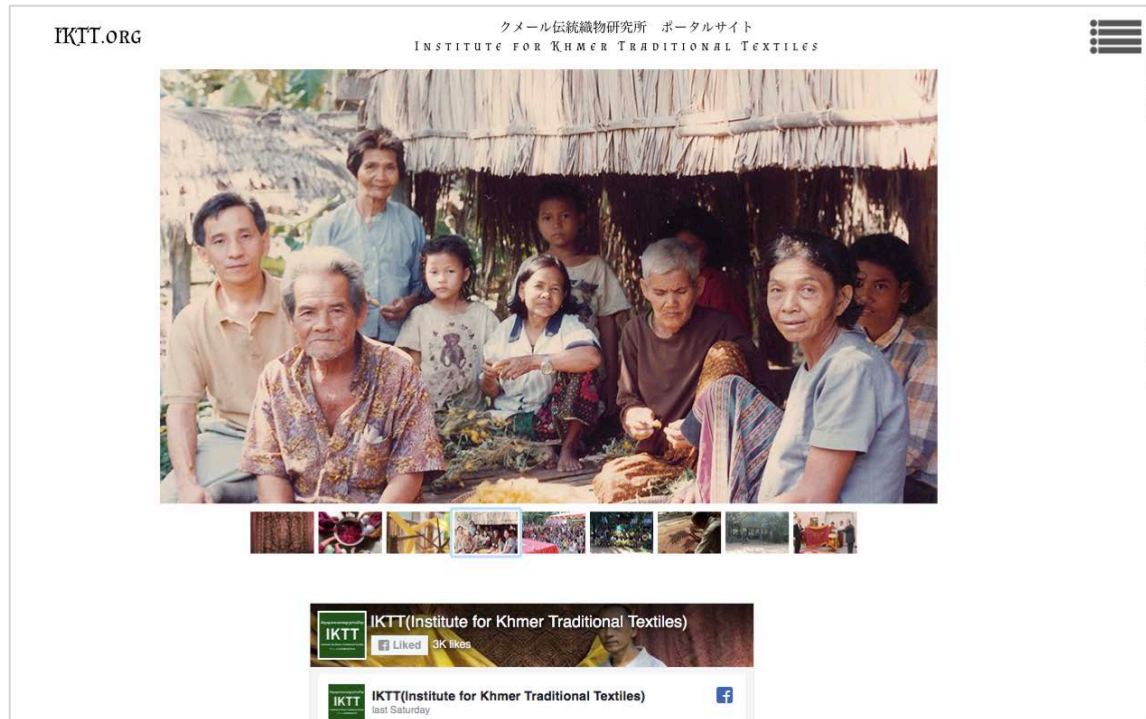 IKTT.ORG
クメール伝統織物研究所　ポータルサイト
INSTITUTE FOR KHMER TRADITIONAL TEXTILES
IKTT(Institute for Khmer Traditional Textiles)
IKTT
Liked 3K likes
IKTT
IKTT(Institute for Khmer Traditional Textiles)
last Saturday